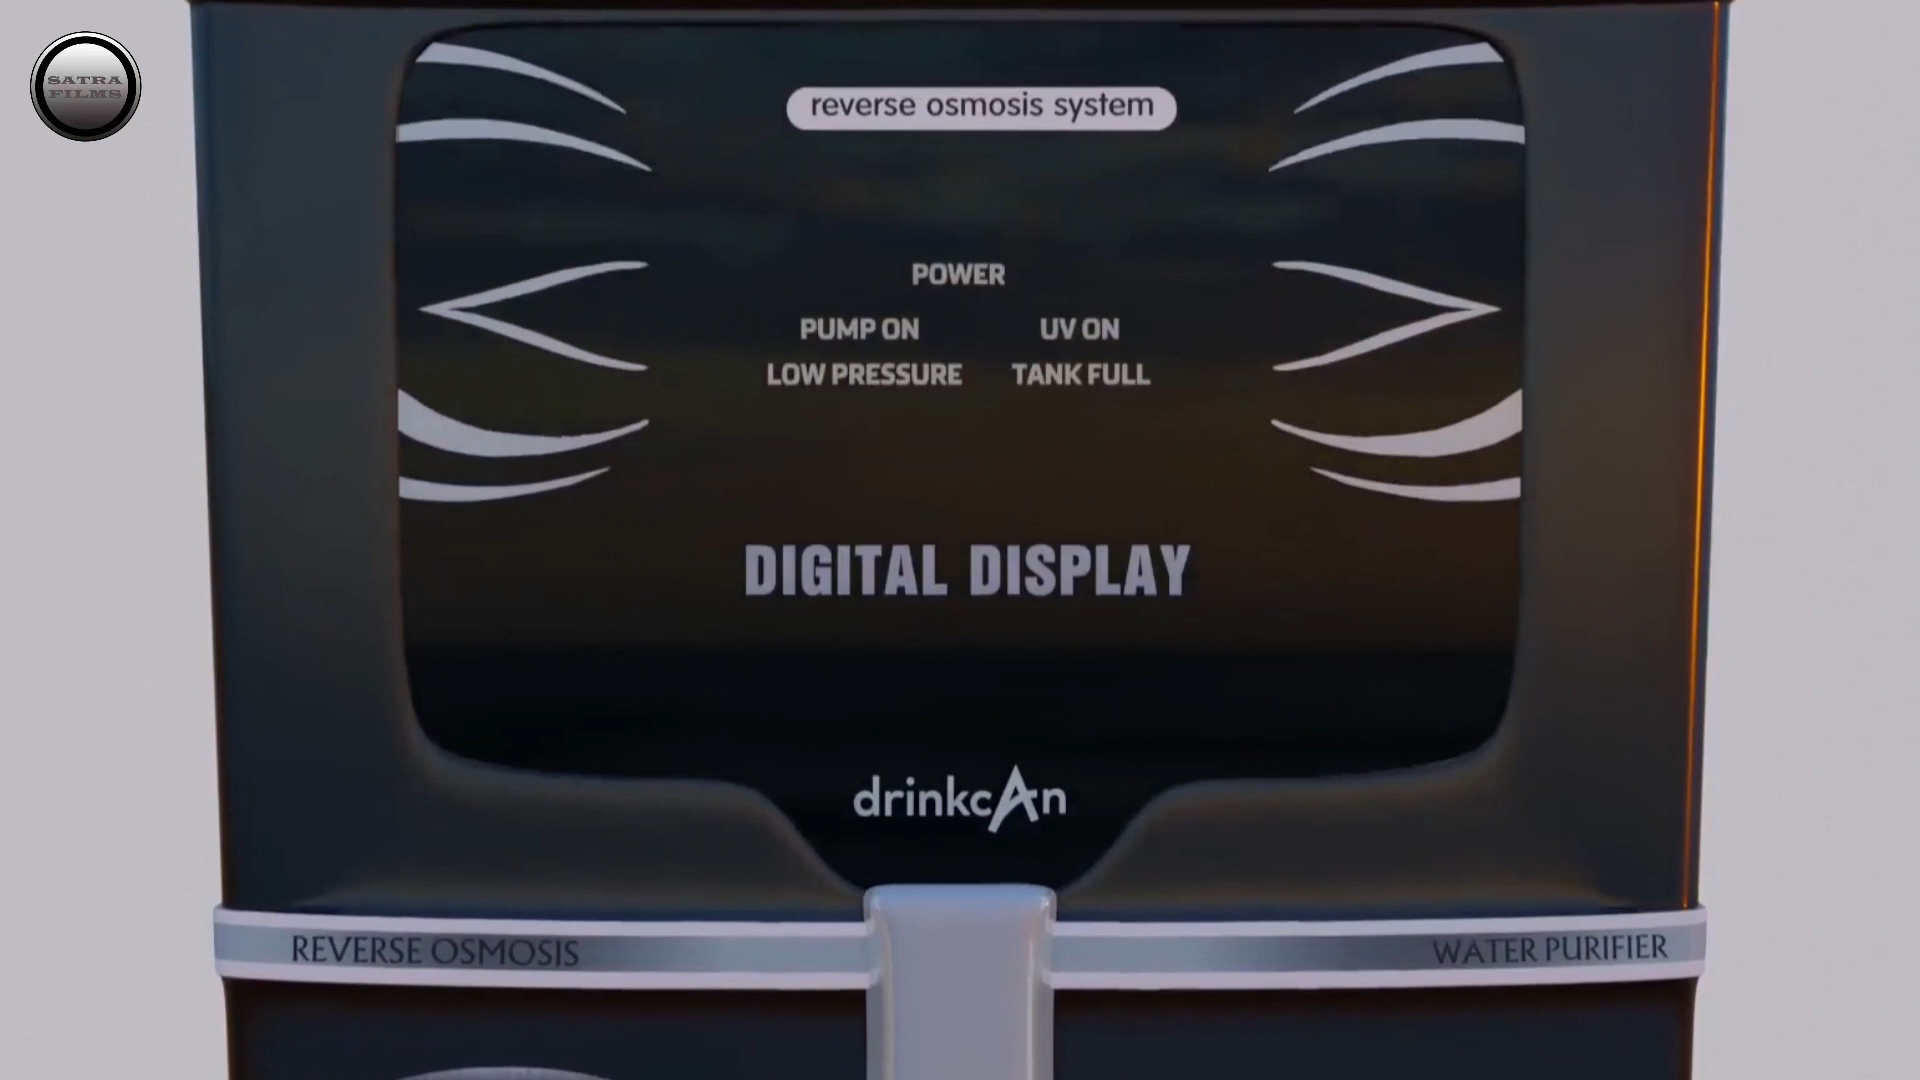 SATRA
FILMS
reverse osmosis system
POWER
PUMP ON UV ON
LOW PRESSURE TANK FULL
DIGITAL DISPLAY
drinkcAn
REVERSE OSMOSIS WATER PURIFIER